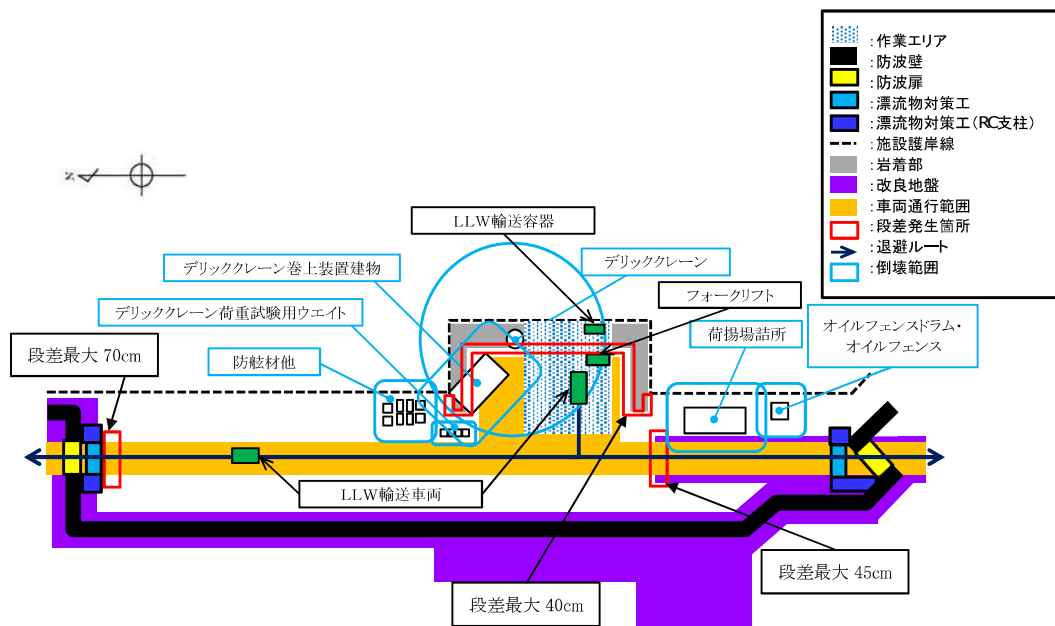 :作業エリア
:防波壁
:防波扉
:漂流物対策工
:漂流物対策工(RC支柱)
:施設護岸線
:岩着部
:改良地盤
:車両通行範囲
:段差発生箇所
:退避ルート
:倒壊範囲
N
LLW輸送容器
デリッククレーン巻上装置建物
デリッククレーン
デリッククレーン荷重試験用ウエイト
フォークリフト
防舷材他
荷揚場詰所
オイルフェンスドラム・
オイルフェンス
段差最大 70cm
LLW輸送車両
段差最大 40cm
段差最大 45cm